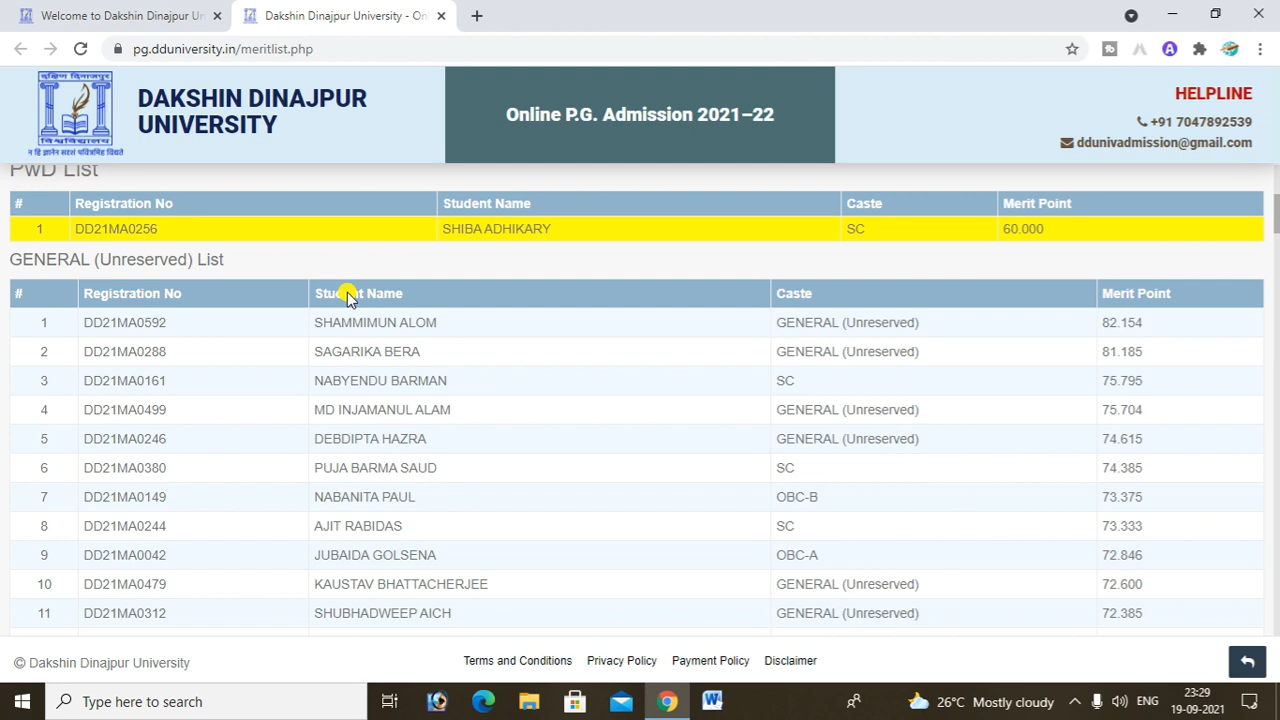 Welcome to Dakshin Dinajpur Un
Dakshin Dinajpur University - On
pg.dduniversity.in/meritlist.php
দক্ষিণ দিনাজপুর
বিশ্ববিদ্যালয়
DAKSHIN DINAJPUR
UNIVERSITY
Online P.G. Admission 2021–22
HELPLINE
+91 7047892539
ddunivadmission@gmail.com
PwD List
# Registration No Student Name Caste Merit Point
1 DD21MA0256 SHIBA ADHIKARY SC 60.000
GENERAL (Unreserved) List
# Registration No Student Name Caste Merit Point
1 DD21MA0592 SHAMMIMUN ALOM GENERAL (Unreserved) 82.154
2 DD21MA0288 SAGARIKA BERA GENERAL (Unreserved) 81.185
3 DD21MA0161 NABYENDU BARMAN SC 75.795
4 DD21MA0499 MD INJAMANUL ALAM GENERAL (Unreserved) 75.704
5 DD21MA0246 DEBDIPTA HAZRA GENERAL (Unreserved) 74.615
6 DD21MA0380 PUJA BARMA SAUD SC 74.385
7 DD21MA0149 NABANITA PAUL OBC-B 73.375
8 DD21MA0244 AJIT RABIDAS SC 73.333
9 DD21MA0042 JUBAIDA GOLSENA OBC-A 72.846
10 DD21MA0479 KAUSTAV BHATTACHERJEE GENERAL (Unreserved) 72.600
11 DD21MA0312 SHUBHADWEEP AICH GENERAL (Unreserved) 72.385
© Dakshin Dinajpur University
Terms and Conditions Privacy Policy Payment Policy Disclaimer
Type here to search
26°C Mostly cloudy
ENG
23:29
19-09-2021